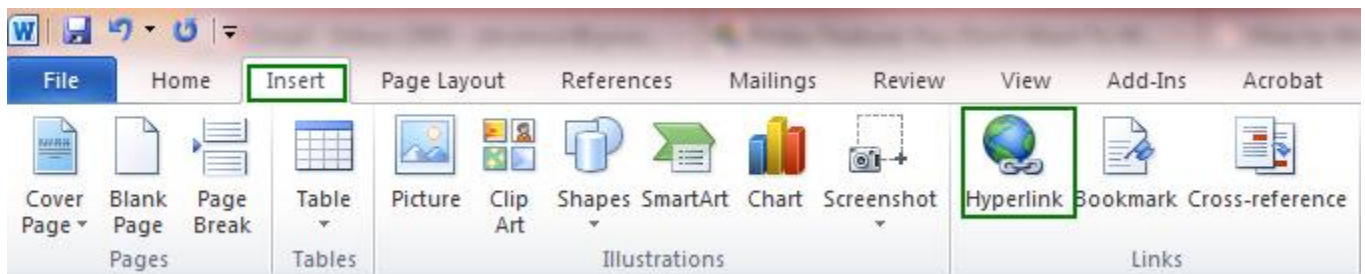 W
File Home Insert Page Layout References Mailings Review View Add-Ins Acrobat
Cover Blank Page Table Picture Clip Shapes SmartArt Chart Screenshot Hyperlink Bookmark Cross-reference
Page Page Break Art
Pages Tables Illustrations Links